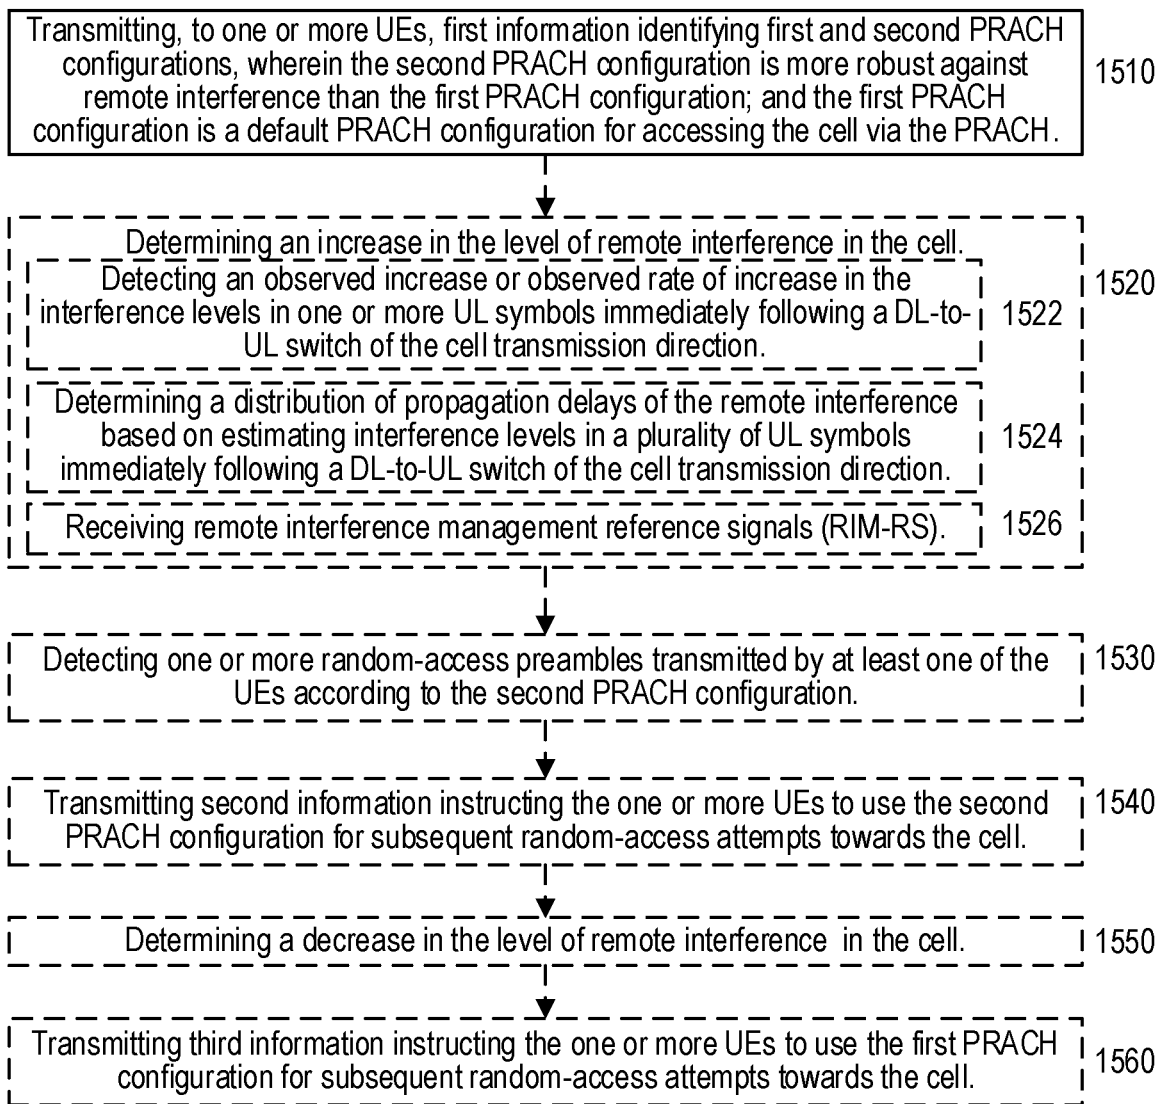 Transmitting, to one or more UEs, first information identifying first and second PRACH
configurations, wherein the second PRACH configuration is more robust against
remote interference than the first PRACH configuration; and the first PRACH
configuration is a default PRACH configuration for accessing the cell via the PRACH.
1510
Determining an increase in the level of remote interference in the cell.
1520
Detecting an observed increase or observed rate of increase in the
interference levels in one or more UL symbols immediately following a DL-to-
UL switch of the cell transmission direction.
1522
Determining a distribution of propagation delays of the remote interference
based on estimating interference levels in a plurality of UL symbols
immediately following a DL-to-UL switch of the cell transmission direction.
1524
Receiving remote interference management reference signals (RIM-RS).
1526
Detecting one or more random-access preambles transmitted by at least one of the
UEs according to the second PRACH configuration.
1530
Transmitting second information instructing the one or more UEs to use the second
PRACH configuration for subsequent random-access attempts towards the cell.
1540
Determining a decrease in the level of remote interference in the cell.
1550
Transmitting third information instructing the one or more UEs to use the first PRACH
configuration for subsequent random-access attempts towards the cell.
1560